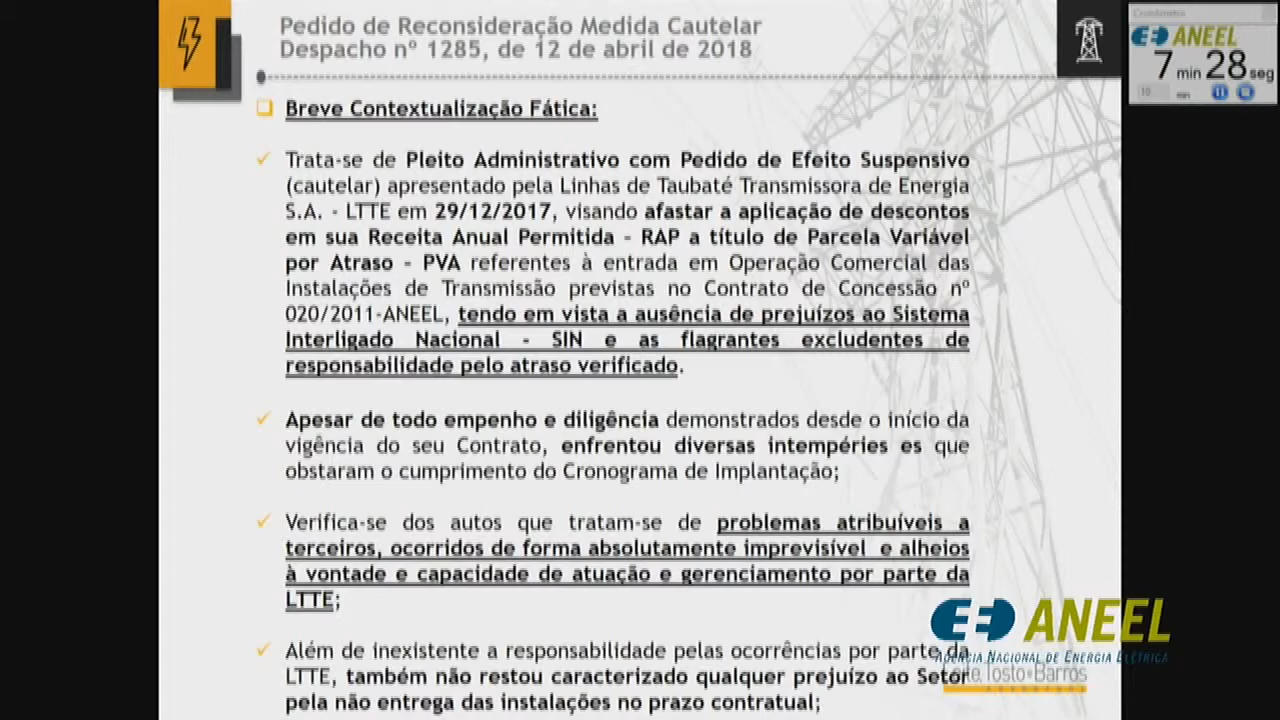 Pedido de Reconsideração Medida Cautelar
Despacho nº 1285, de 12 de abril de 2018
Cronômetro
ANEEL
7 min 28 seg
10 min
Breve Contextualização Fática:
Trata-se de Pleito Administrativo com Pedido de Efeito Suspensivo
(cautelar) apresentado pela Linhas de Taubaté Transmissora de Energia
S.A. - LTTE em 29/12/2017, visando afastar a aplicação de descontos
em sua Receita Anual Permitida - RAP a título de Parcela Variável
por Atraso - PVA referentes à entrada em Operação Comercial das
Instalações de Transmissão previstas no Contrato de Concessão nº
020/2011-ANEEL, tendo em vista a ausência de prejuízos ao Sistema
Interligado Nacional - SIN e as flagrantes excludentes de
responsabilidade pelo atraso verificado.
Apesar de todo empenho e diligência demonstrados desde o início da
vigência do seu Contrato, enfrentou diversas intempéries es que
obstaram o cumprimento do Cronograma de Implantação;
Verifica-se dos autos que tratam-se de problemas atribuíveis a
terceiros, ocorridos de forma absolutamente imprevisível e alheios
à vontade e capacidade de atuação e gerenciamento por parte da
LTTE;
Além de inexistente a responsabilidade pelas ocorrências por parte da
LTTE, também não restou caracterizado qualquer prejuízo ao Setor
pela não entrega das instalações no prazo contratual;
ANEEL
AGÊNCIA NACIONAL DE ENERGIA ELÉTRICA
Leite, Tosto e Barros